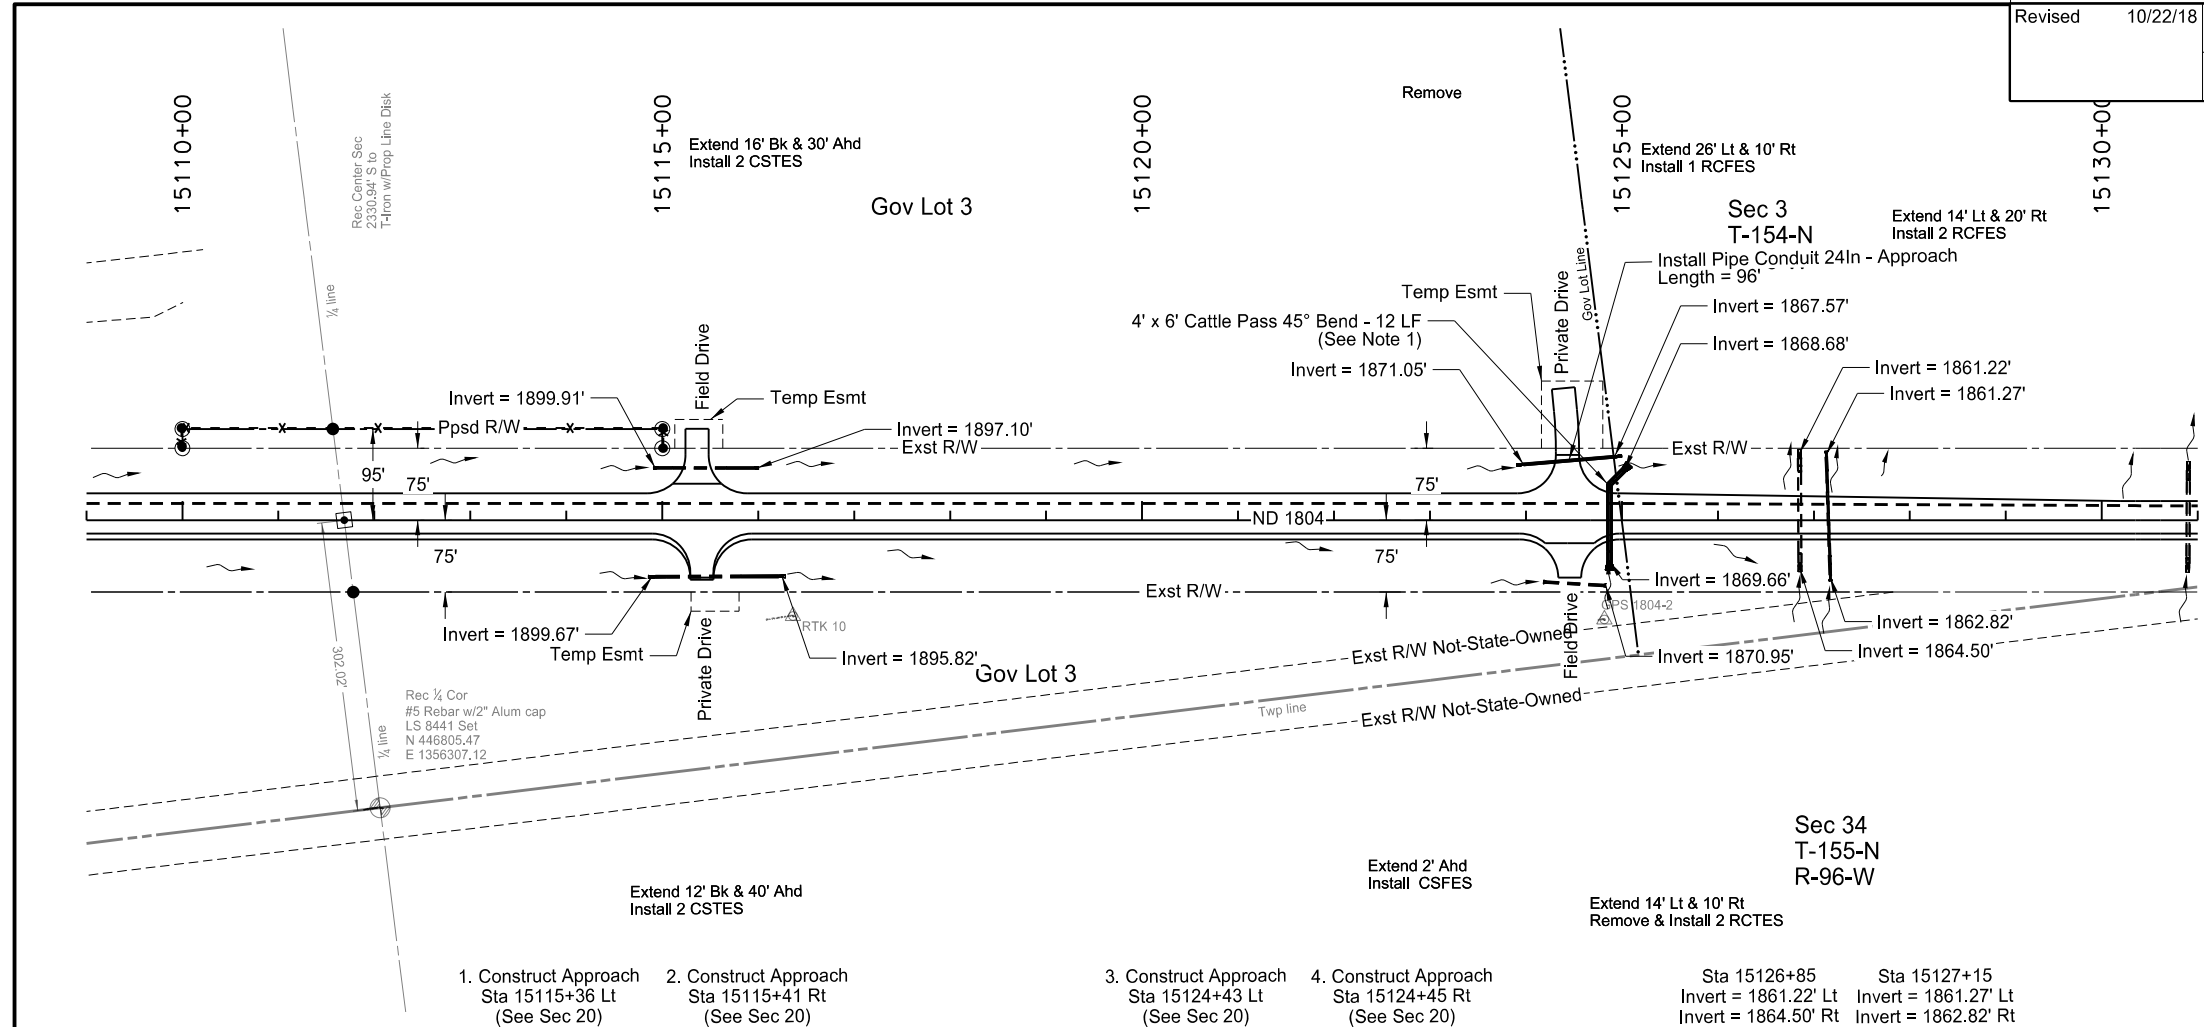 Revised 10/22/18
15110+00
15115+00
15120+00
15125+00
15130+00
Rec Center Sec
2330.94' S to
T-Iron w/Prop Line Disk
Extend 16' Bk & 30' Ahd
Install 2 CSTES
Remove
Extend 26' Lt & 10' Rt
Install 1 RCFES
Gov Lot 3
Sec 3
T-154-N
Extend 14' Lt & 20' Rt
Install 2 RCFES
Install Pipe Conduit 24In - Approach
Length = 96'
Gov Lot Line
¼ line
Temp Esmt
Private Drive
Invert = 1867.57'
4' x 6' Cattle Pass 45° Bend - 12 LF
(See Note 1)
Invert = 1868.68'
Invert = 1871.05'
Invert = 1861.22'
Invert = 1861.27'
Field Drive
Invert = 1899.91'
Temp Esmt
Ppsd R/W
Invert = 1897.10'
Exst R/W
Exst R/W
95'
75'
75'
ND 1804
75'
75'
Exst R/W
Invert = 1869.66'
GPS 1804-2
RTK 10
Invert = 1899.67'
Temp Esmt
Private Drive
Invert = 1895.82'
Gov Lot 3
Field Drive
Invert = 1862.82'
Invert = 1864.50'
Invert = 1870.95'
Exst R/W Not-State-Owned
Exst R/W Not-State-Owned
Twp line
302.02'
Rec ¼ Cor
#5 Rebar w/2" Alum cap
LS 8441 Set
N 446805.47
E 1356307.12
¼ line
Sec 34
T-155-N
R-96-W
Extend 12' Bk & 40' Ahd
Install 2 CSTES
Extend 2' Ahd
Install CSFES
Extend 14' Lt & 10' Rt
Remove & Install 2 RCTES
1. Construct Approach
Sta 15115+36 Lt
(See Sec 20)
2. Construct Approach
Sta 15115+41 Rt
(See Sec 20)
3. Construct Approach
Sta 15124+43 Lt
(See Sec 20)
4. Construct Approach
Sta 15124+45 Rt
(See Sec 20)
Sta 15126+85
Invert = 1861.22' Lt
Invert = 1864.50' Rt
Sta 15127+15
Invert = 1861.27' Lt
Invert = 1862.82' Rt